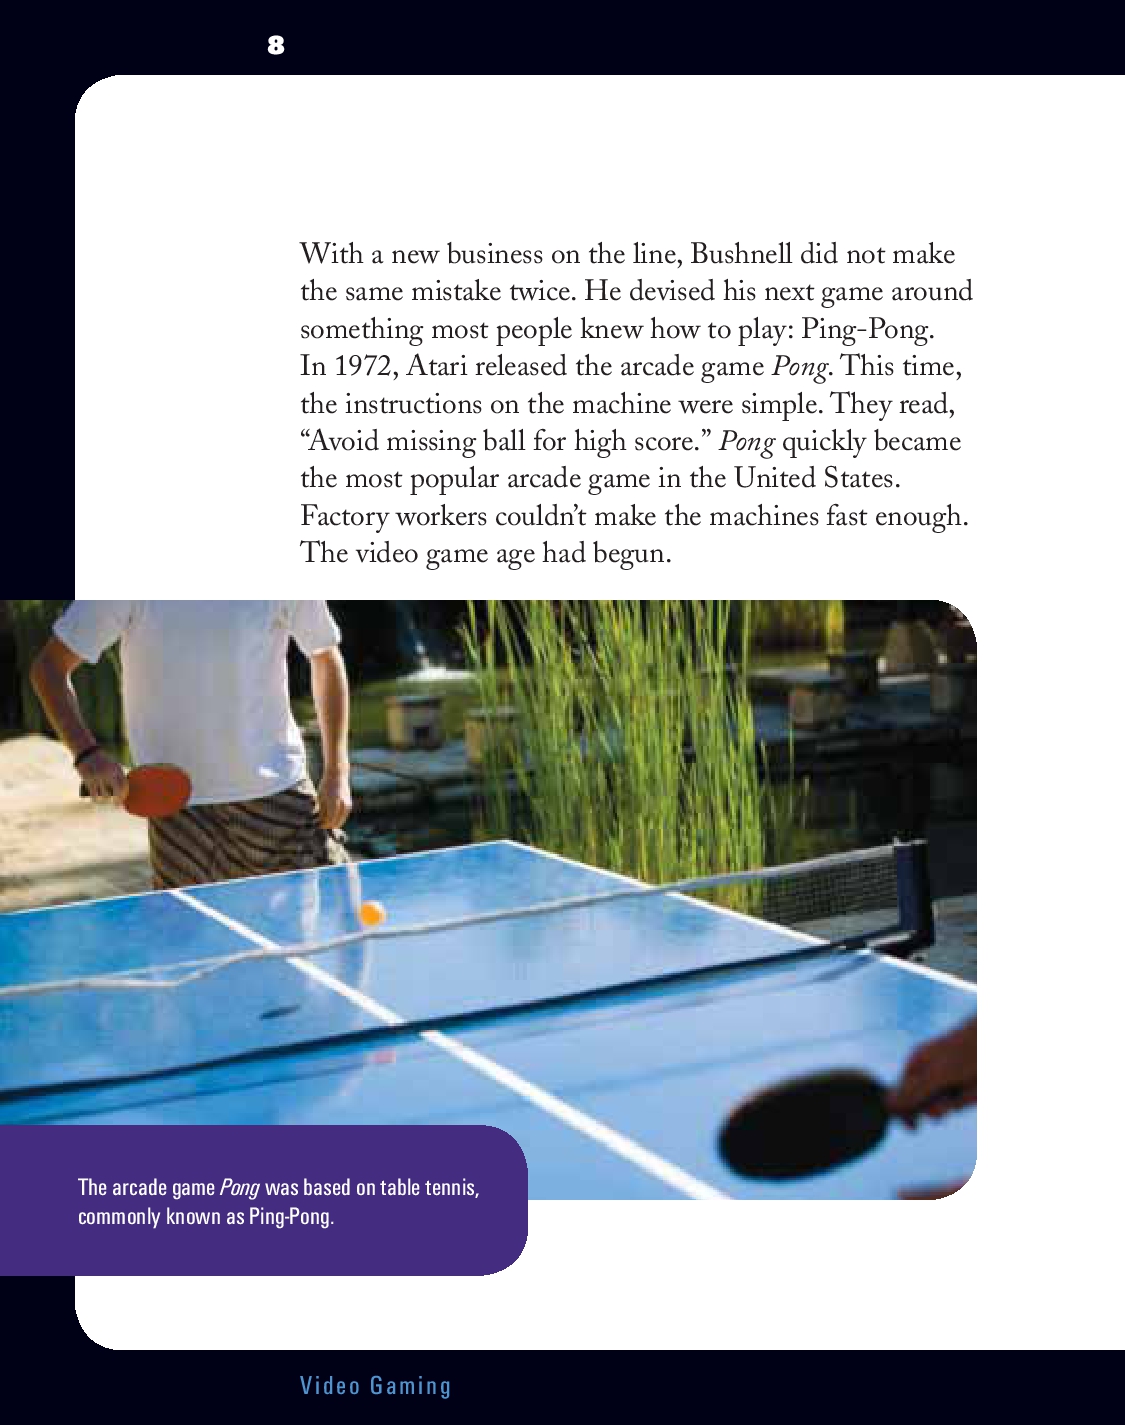 8
With a new business on the line, Bushnell did not make
the same mistake twice. He devised his next game around
something most people knew how to play: Ping-Pong.
In 1972, Atari released the arcade game Pong. This time,
the instructions on the machine were simple. They read,
“Avoid missing ball for high score.” Pong quickly became
the most popular arcade game in the United States.
Factory workers couldn’t make the machines fast enough.
The video game age had begun.
The arcade game Pong was based on table tennis,
commonly known as Ping-Pong.
Video Gaming